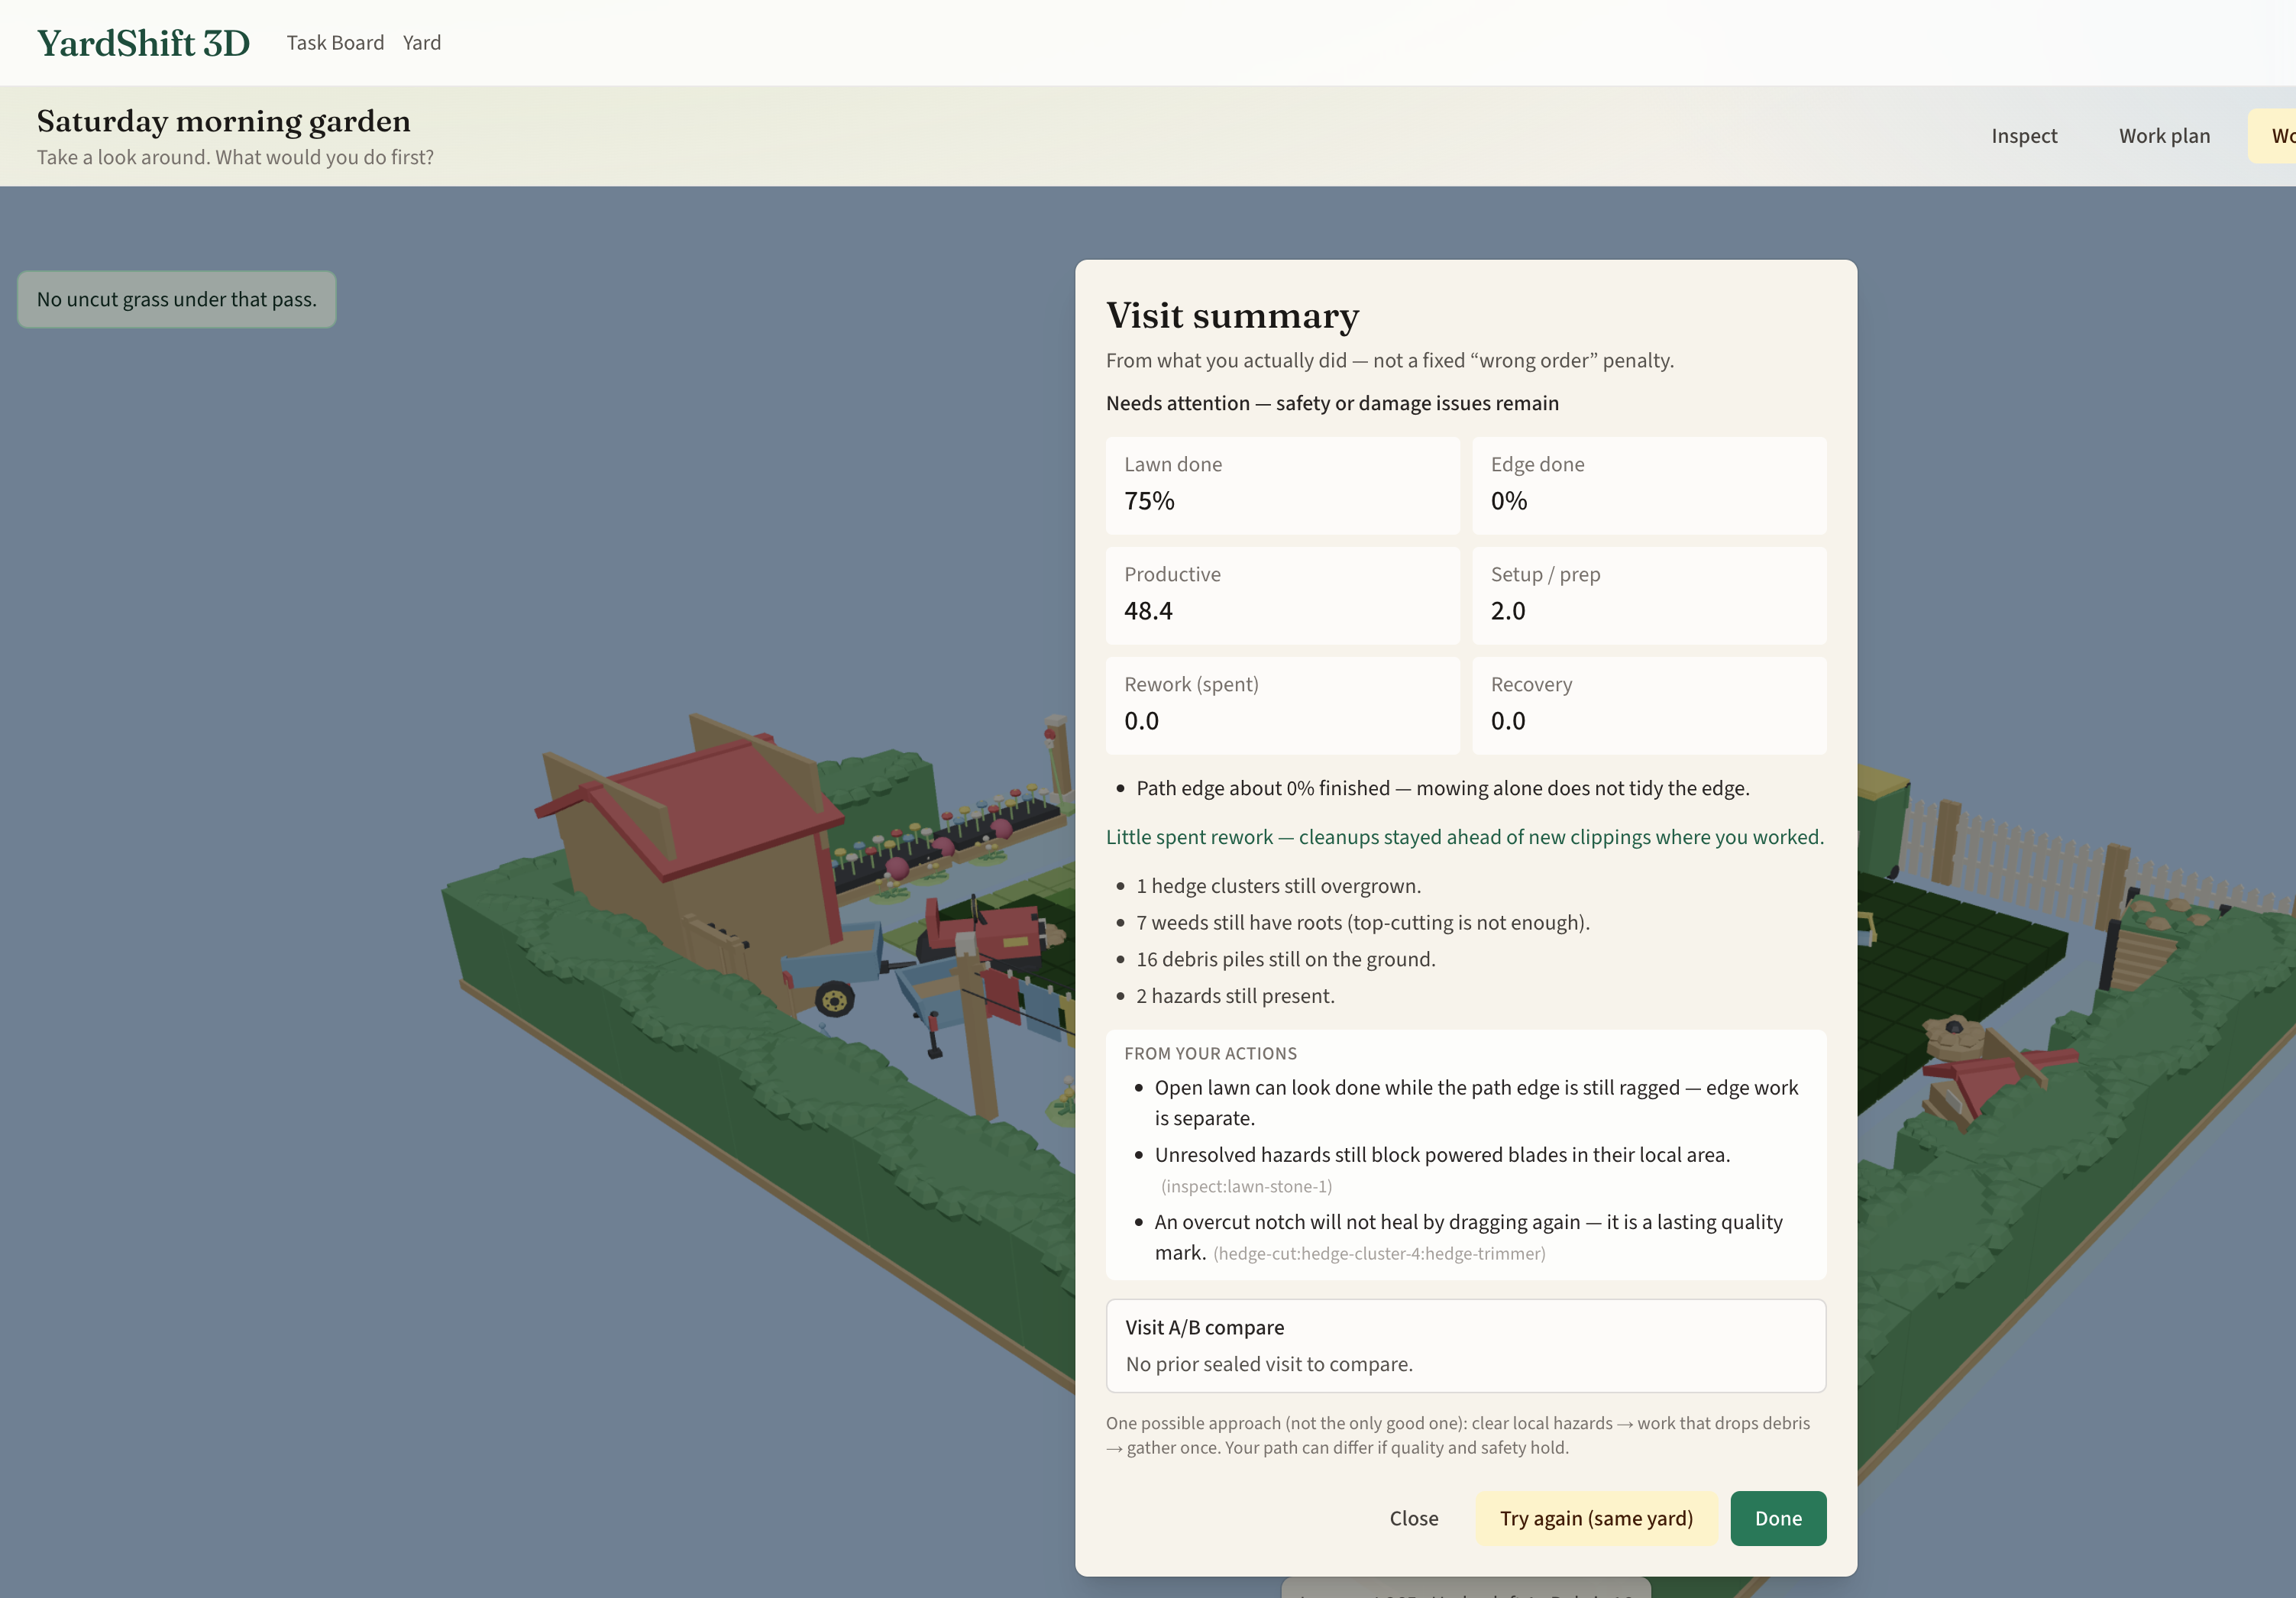 YardShift 3D
Task Board
Yard
Saturday morning garden
Take a look around. What would you do first?
Inspect
Work plan
No uncut grass under that pass.
Visit summary
From what you actually did — not a fixed “wrong order” penalty.
Needs attention — safety or damage issues remain
Lawn done
75%
Edge done
0%
Productive
48.4
Setup / prep
2.0
Rework (spent)
0.0
Recovery
0.0
Path edge about 0% finished — mowing alone does not tidy the edge.
Little spent rework — cleanups stayed ahead of new clippings where you worked.
1 hedge clusters still overgrown.
7 weeds still have roots (top-cutting is not enough).
16 debris piles still on the ground.
2 hazards still present.
FROM YOUR ACTIONS
Open lawn can look done while the path edge is still ragged — edge work
is separate.
Unresolved hazards still block powered blades in their local area.
(inspect:lawn-stone-1)
An overcut notch will not heal by dragging again — it is a lasting quality
mark. (hedge-cut:hedge-cluster-4:hedge-trimmer)
Visit A/B compare
No prior sealed visit to compare.
One possible approach (not the only good one): clear local hazards → work that drops debris
→ gather once. Your path can differ if quality and safety hold.
Close
Try again (same yard)
Done